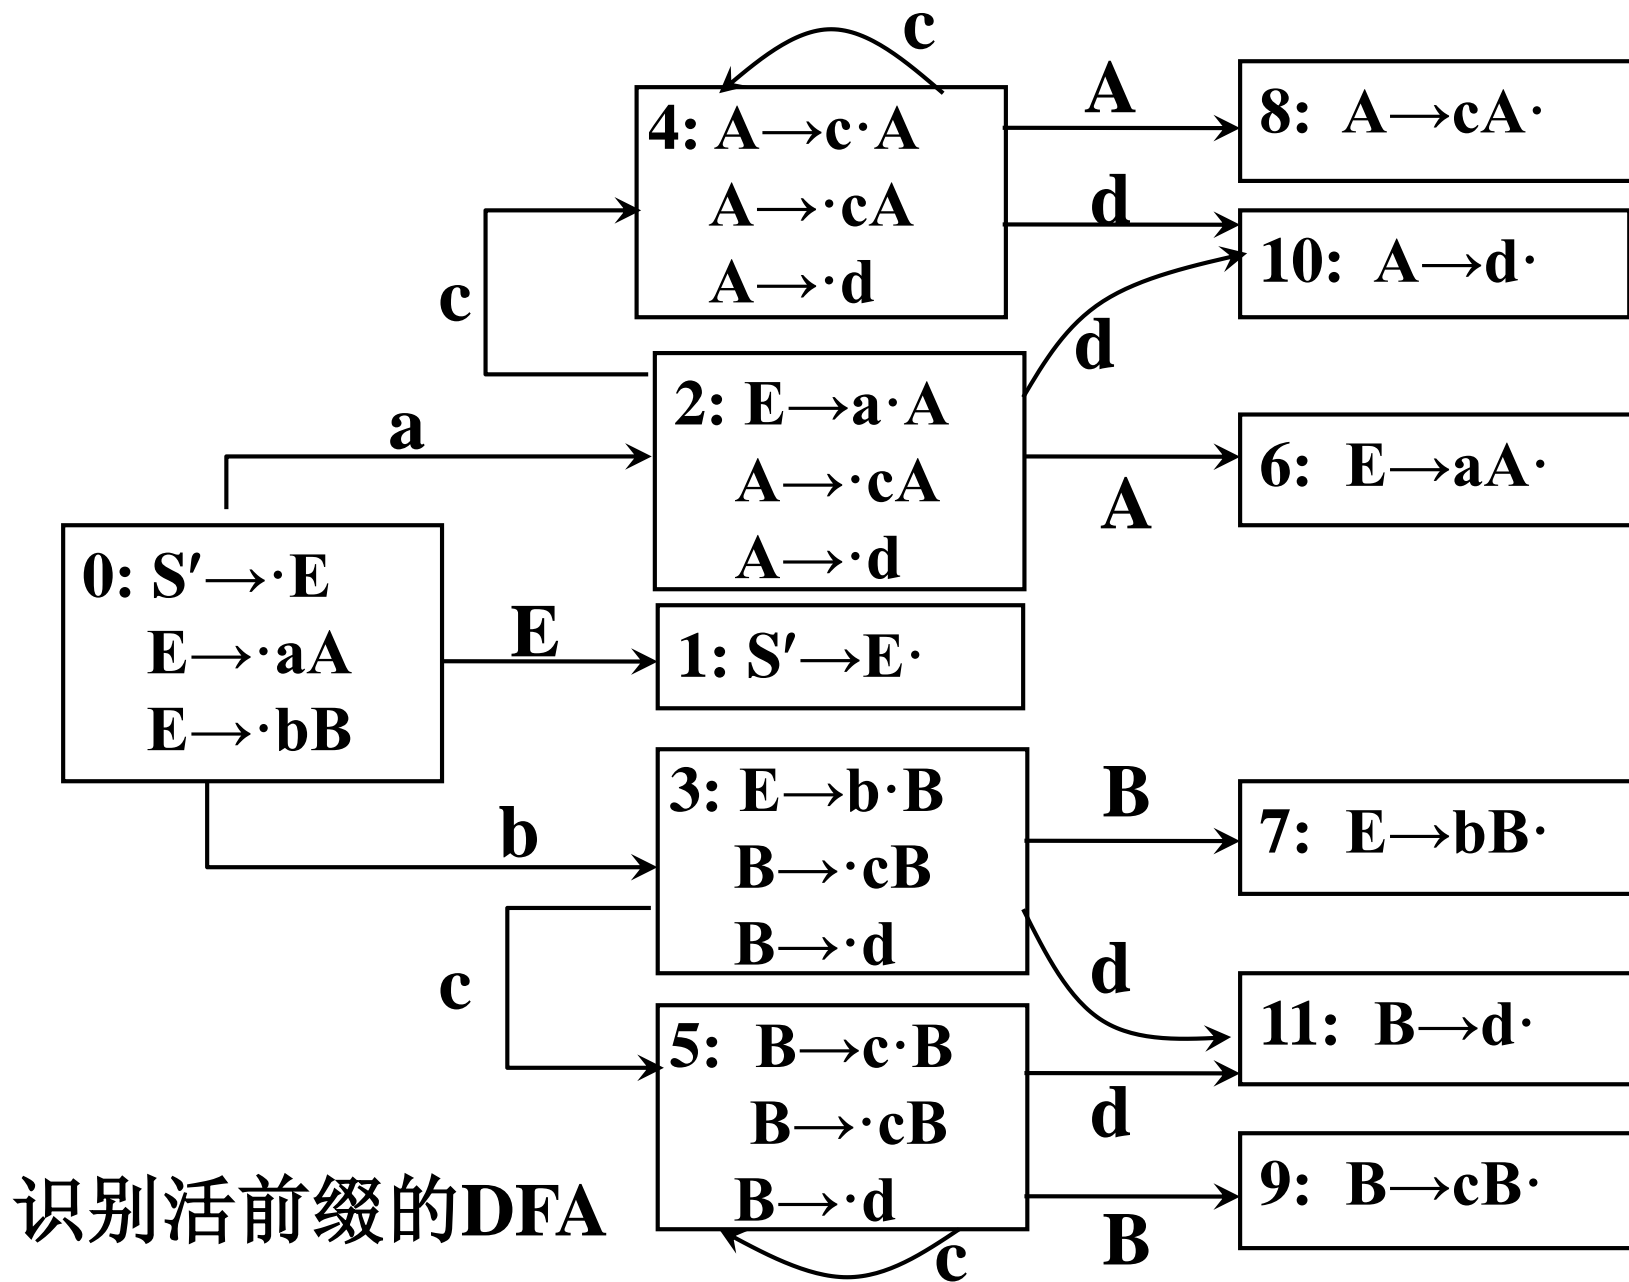 c
4: A→c·A
A→·cA
A→·d
A
8: A→cA·
d
10: A→d·
c
d
2: E→a·A
A→·cA
A→·d
a
A
6: E→aA·
0: S′→·E
E→·aA
E→·bB
E
1: S′→E·
b
3: E→b·B
B→·cB
B→·d
B
7: E→bB·
c
d
11: B→d·
5: B→c·B
B→·cB
B→·d
d
B
9: B→cB·
c
识别活前缀的DFA